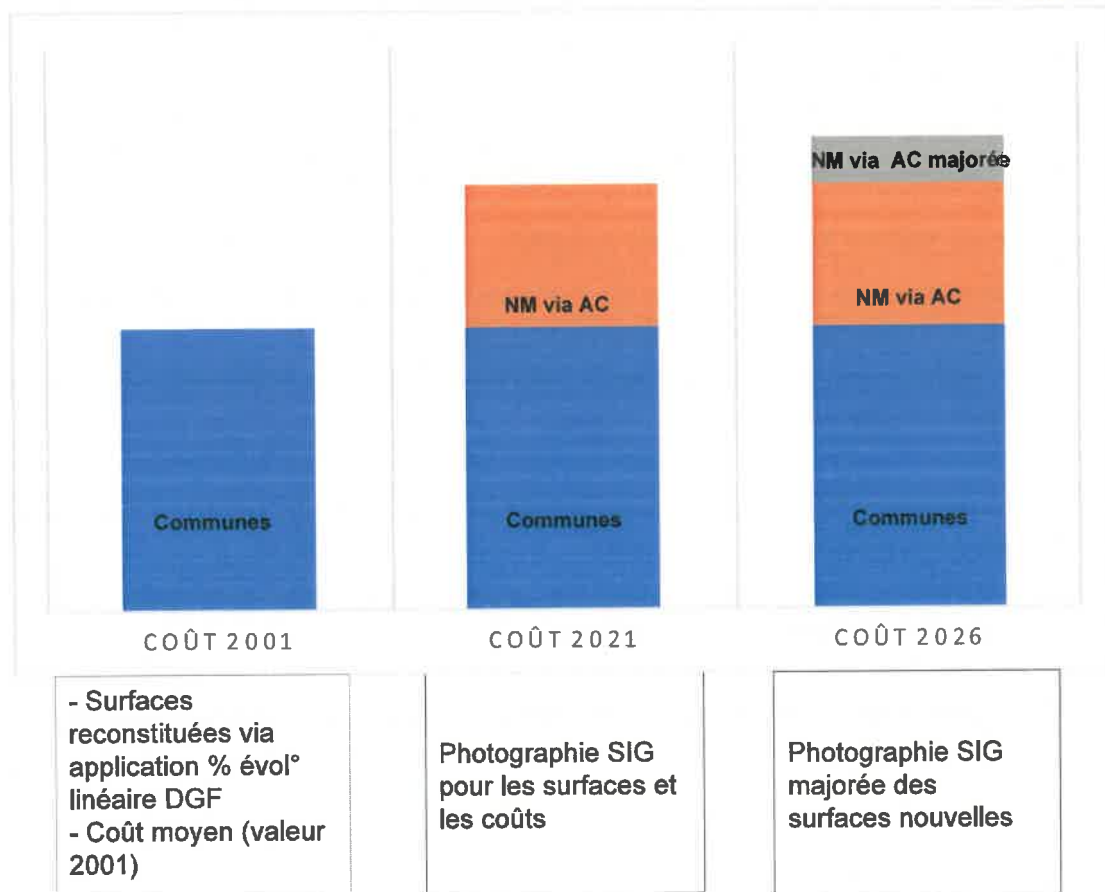 NM via AC majorée
NM via AC
NM via AC
Communes
Communes
Communes
COÛT 2001
COÛT 2021
COÛT 2026
- Surfaces
reconstituées via
application % évol°
linéaire DGF
- Coût moyen (valeur
2001)
Photographie SIG
pour les surfaces et
les coûts
Photographie SIG
majorée des
surfaces nouvelles